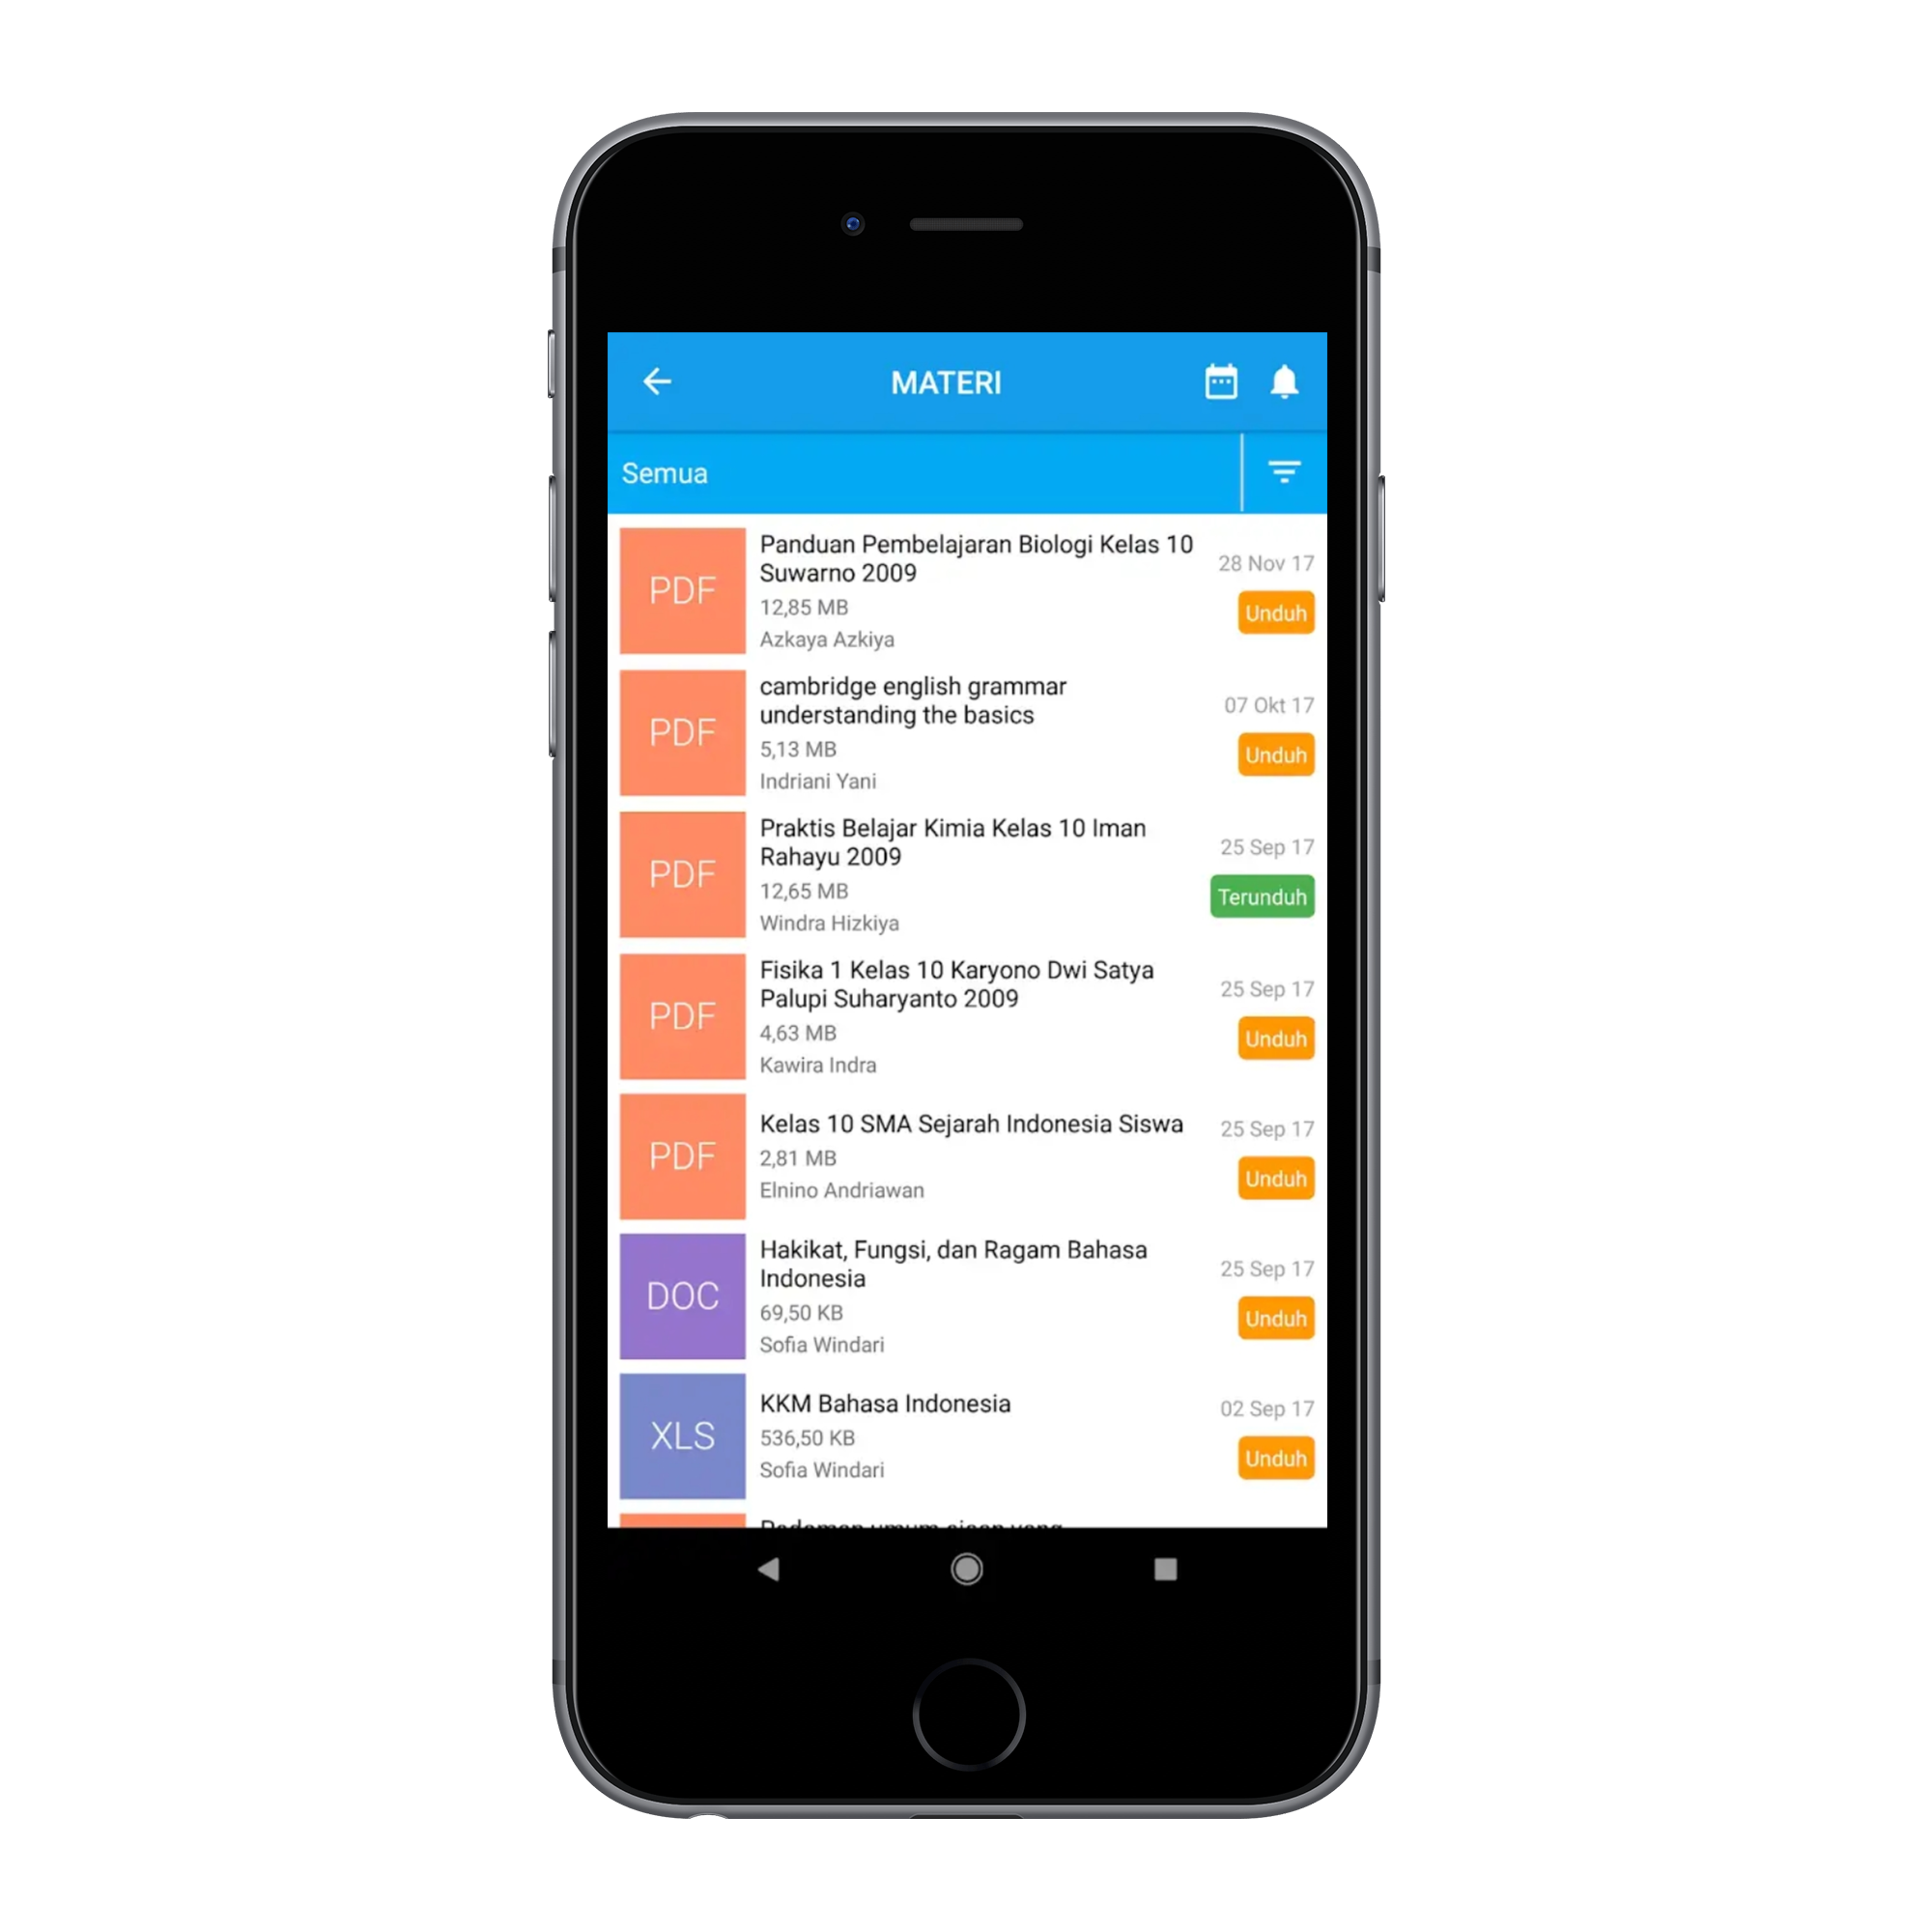 MATERI
Semua
PDF
Panduan Pembelajaran Biologi Kelas 10
Suwarno 2009
12,85 MB
Azkaya Azkiya
28 Nov 17
Unduh
PDF
cambridge english grammar
understanding the basics
5,13 MB
Indriani Yani
07 Okt 17
Unduh
PDF
Praktis Belajar Kimia Kelas 10 Iman
Rahayu 2009
12,65 MB
Windra Hizkiya
25 Sep 17
Terunduh
PDF
Fisika 1 Kelas 10 Karyono Dwi Satya
Palupi Suharyanto 2009
4,63 MB
Kawira Indra
25 Sep 17
Unduh
PDF
Kelas 10 SMA Sejarah Indonesia Siswa
2,81 MB
Elnino Andriawan
25 Sep 17
Unduh
DOC
Hakikat, Fungsi, dan Ragam Bahasa
Indonesia
69,50 KB
Sofia Windari
25 Sep 17
Unduh
XLS
KKM Bahasa Indonesia
536,50 KB
Sofia Windari
02 Sep 17
Unduh